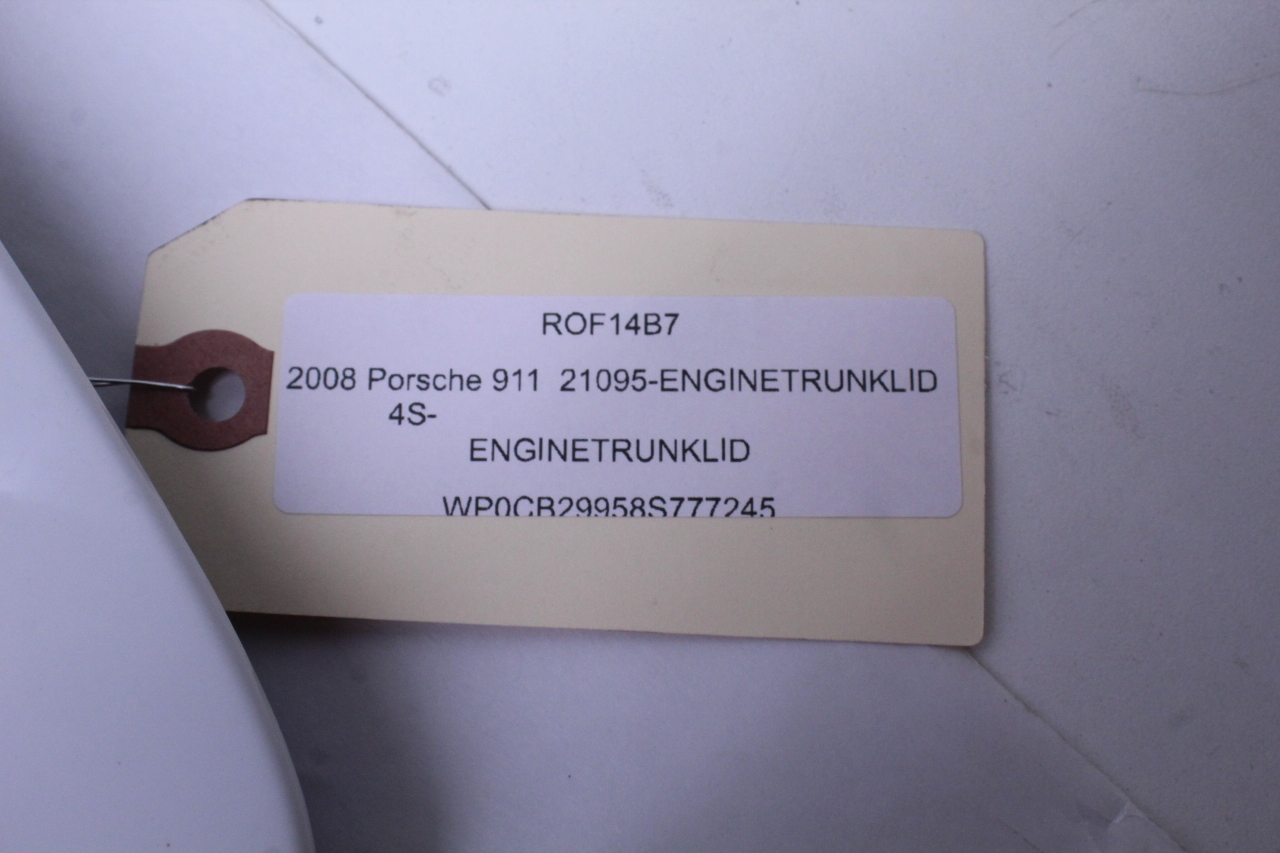 ROF14B7
2008 Porsche 911 21095-ENGINETRUNKLID
4S-
ENGINETRUNKLID
WP0CB29958S777245